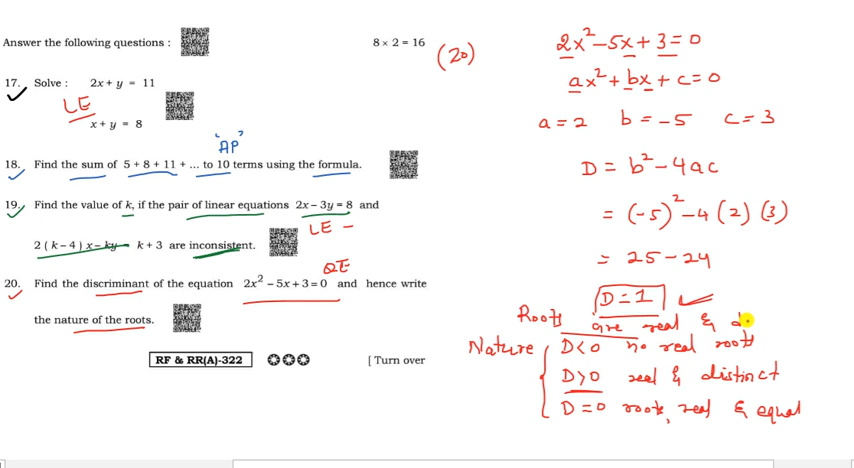 Answer the following questions :
8 × 2 = 16
17. Solve : 2x + y = 11
LE
x + y = 8
"AP"
18. Find the sum of 5 + 8 + 11 + ... to 10 terms using the formula.
19. Find the value of k, if the pair of linear equations 2x − 3y = 8 and
LE −
2 ( k − 4 ) x − ky = k + 3 are inconsistent.
QE
20. Find the discriminant of the equation 2x² − 5x + 3 = 0 and hence write
the nature of the roots.
RF & RR(A)-322
[ Turn over
(20)
2x² − 5x + 3 = 0
ax² + bx + c = 0
a = 2 b = −5 c = 3
D = b² − 4ac
= (−5)² − 4 (2) (3)
= 25 − 24
D = 1
Roots are real & d
Nature D < 0 no real roots
D > 0 real & distinct
D = 0 roots, real & equal